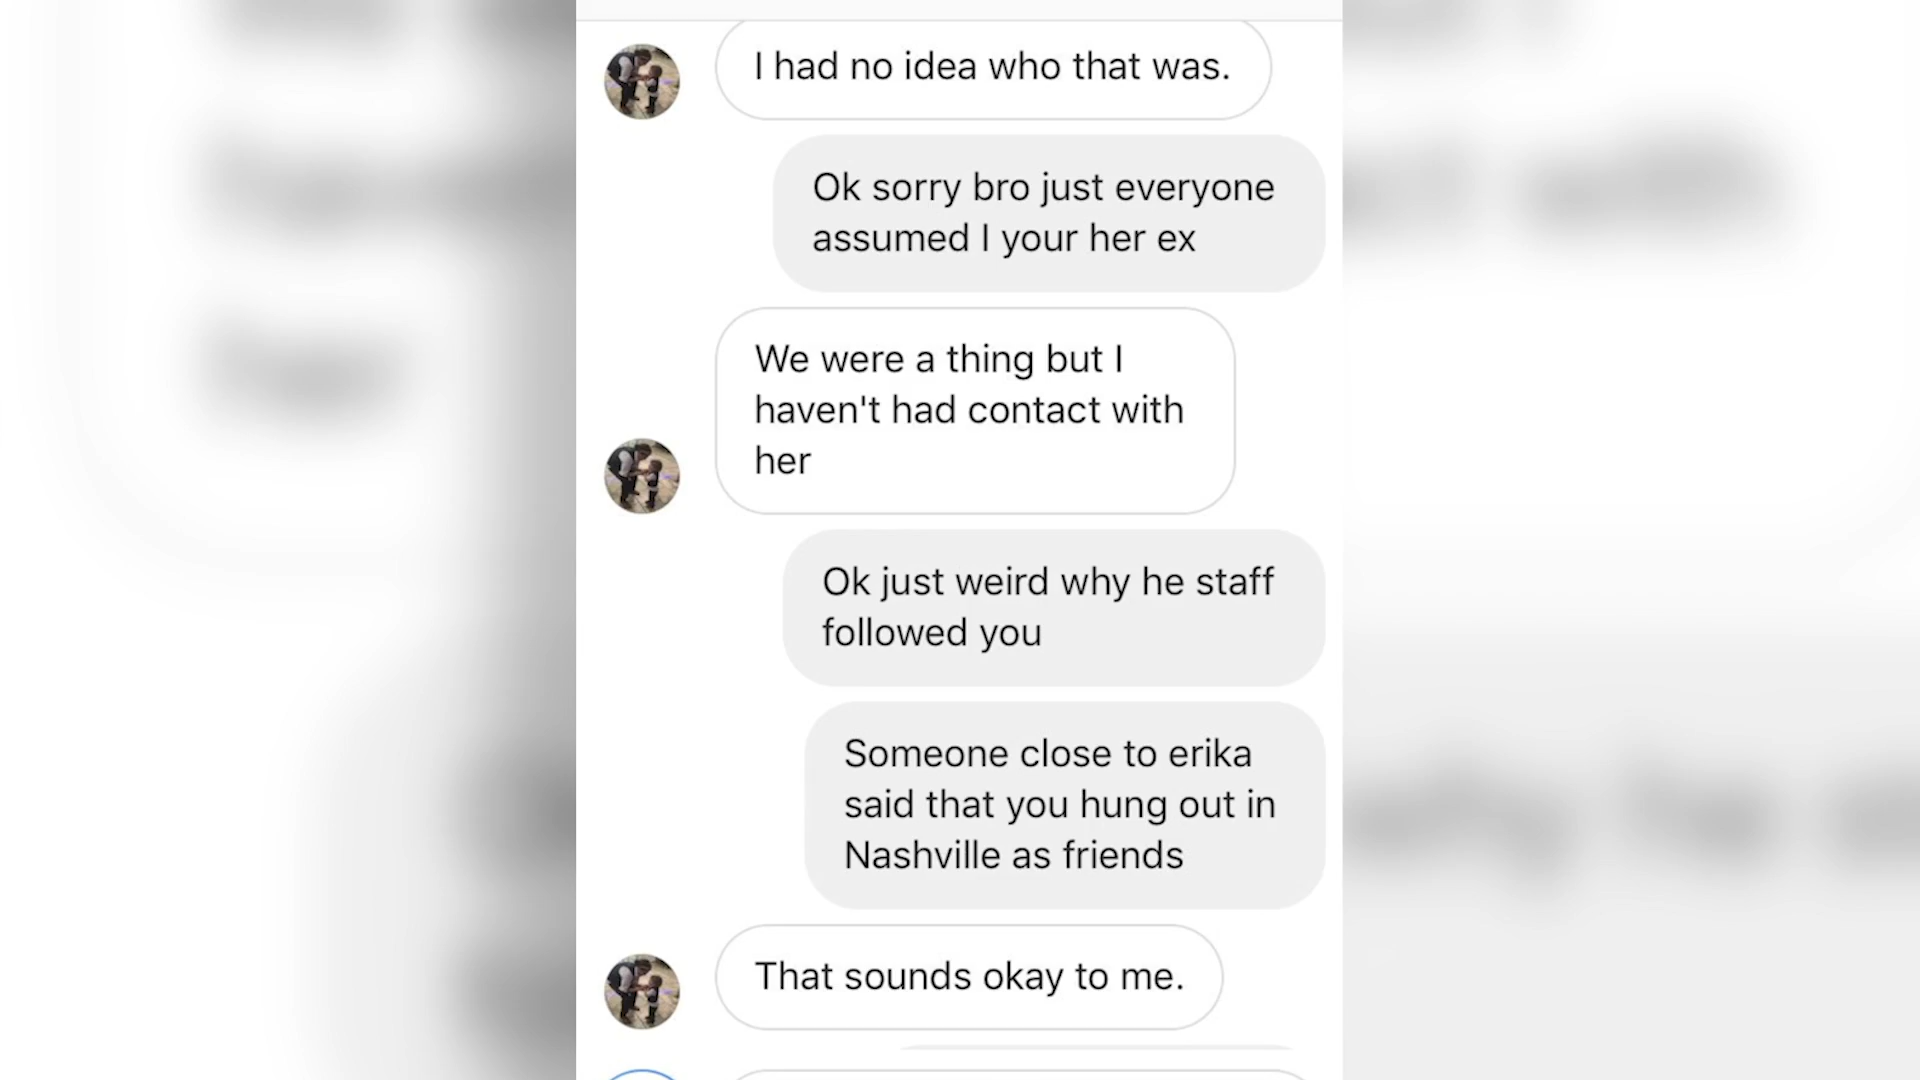 I had no idea who that was.
Ok sorry bro just everyone
assumed I your her ex
We were a thing but I
haven't had contact with
her
Ok just weird why he staff
followed you
Someone close to erika
said that you hung out in
Nashville as friends
That sounds okay to me.